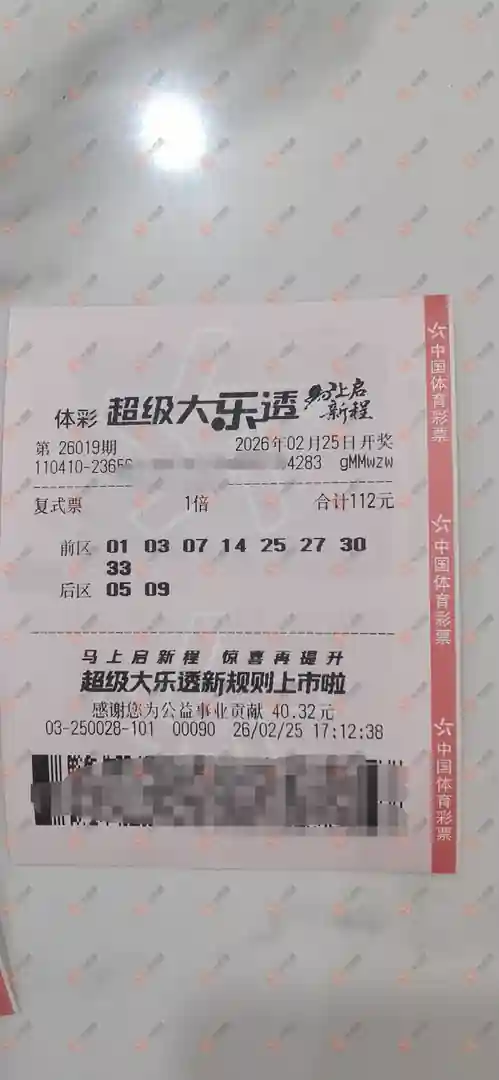 体彩 超级大乐透 马上启新程
第 26019期 2026年02月25日开奖
110410-2365 4283 gMMwzw
复式票 1倍 合计112元
前区 01 03 07 14 25 27 30
33
后区 05 09
马上启新程 惊喜再提升
超级大乐透新规则上市啦
感谢您为公益事业贡献 40.32元
03-250028-101 00090 26/02/25 17:12:38
中国体育彩票
中国体育彩票
中国体育彩票